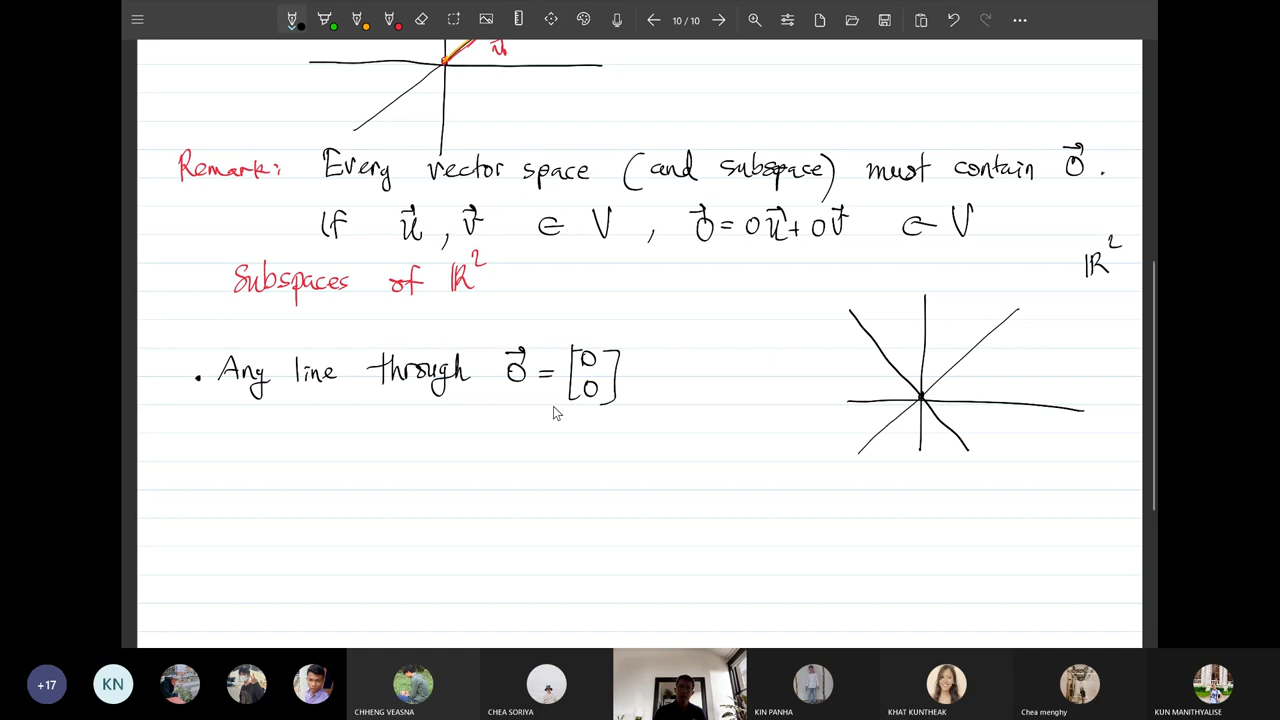 10 / 10
u⃗
Remark: Every vector space (and subspace) must contain 0⃗.
If u⃗, v⃗ ∈ V, 0⃗ = 0u⃗ + 0v⃗ ∈ V
Subspaces of ℝ²
ℝ²
• Any line through 0⃗ = [0
0]
+17
KN
CHHENG VEASNA
CHEA SORIYA
KIN PANHA
KHAT KUNTHEAK
Chea menghy
KUN MANITHYALISE